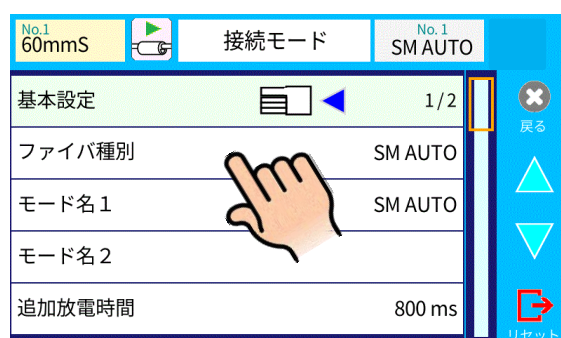 No.1
60mmS
接続モード
No. 1
SM AUTO
基本設定
1/2
戻る
ファイバ種別
SM AUTO
モード名1
SM AUTO
モード名2
追加放電時間
800 ms
リセット